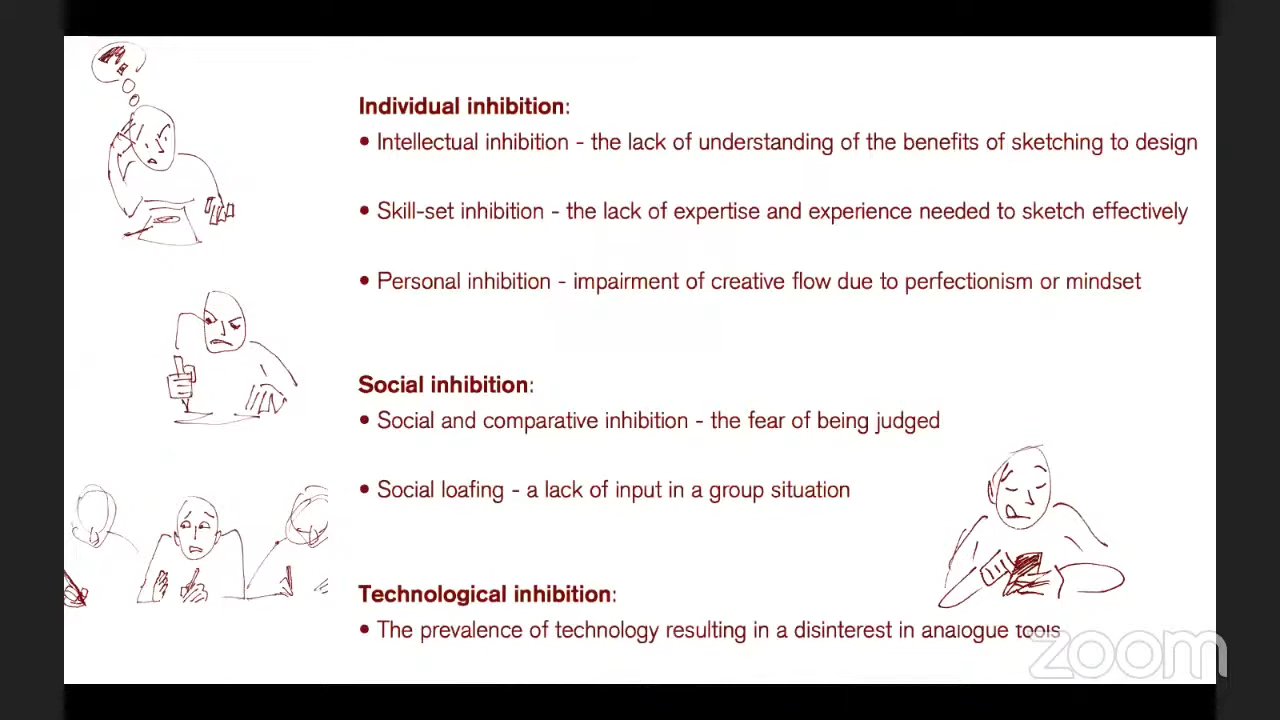 Individual inhibition:
• Intellectual inhibition - the lack of understanding of the benefits of sketching to design
• Skill-set inhibition - the lack of expertise and experience needed to sketch effectively
• Personal inhibition - impairment of creative flow due to perfectionism or mindset
Social inhibition:
• Social and comparative inhibition - the fear of being judged
• Social loafing - a lack of input in a group situation
Technological inhibition:
• The prevalence of technology resulting in a disinterest in analogue tools
zoom